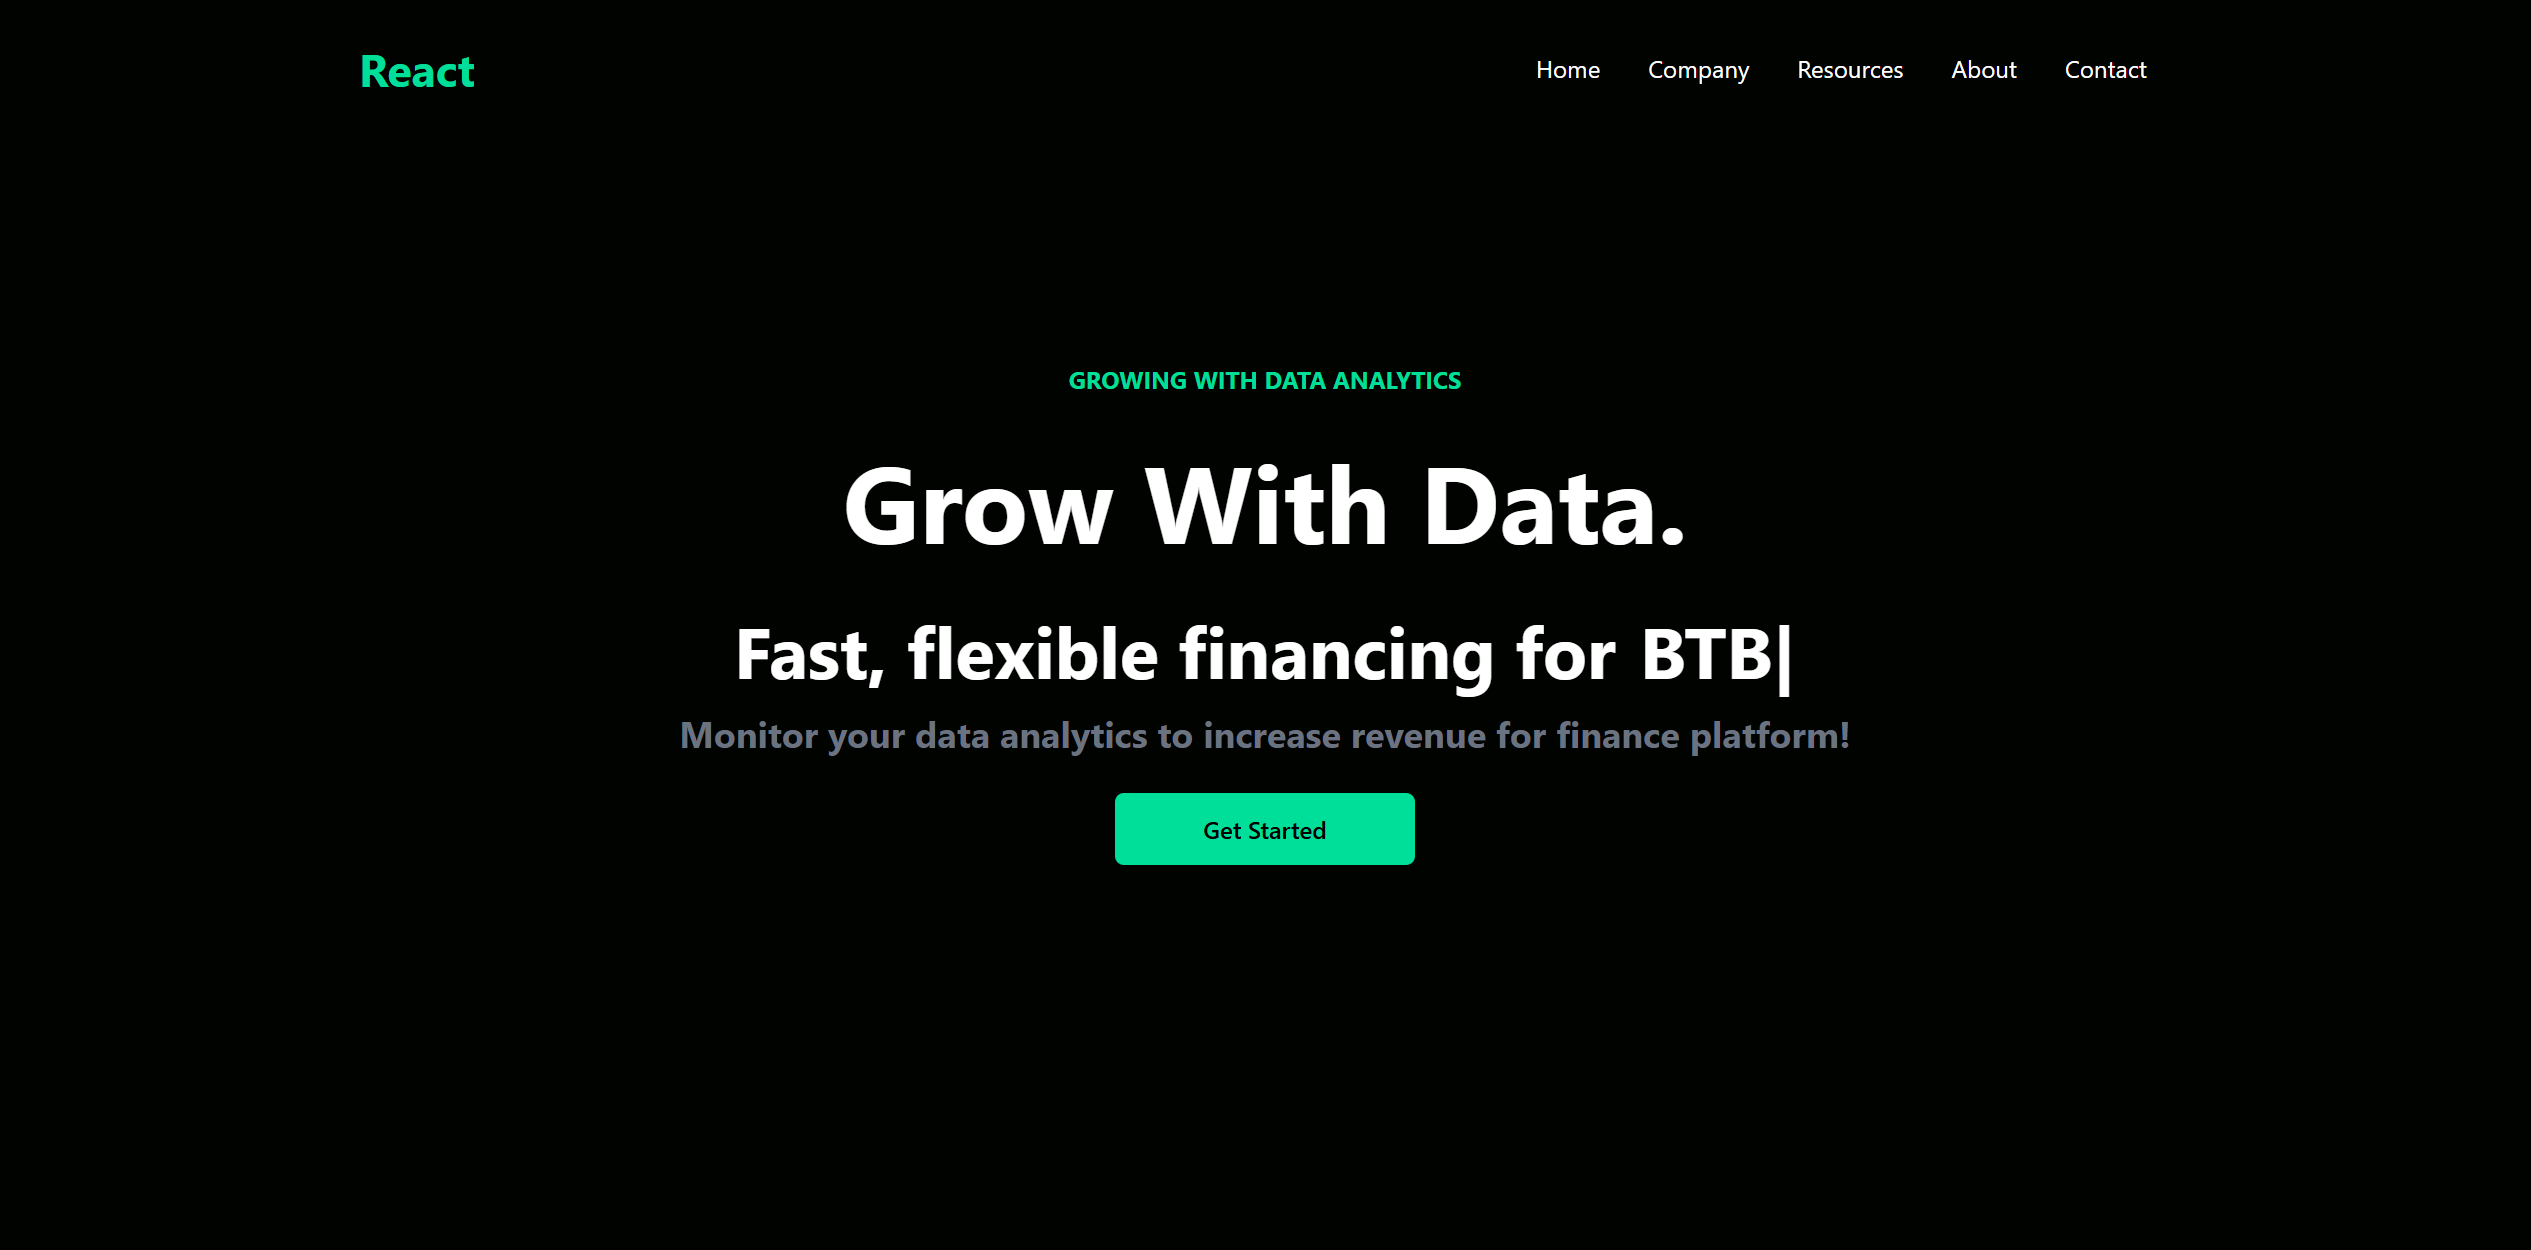 React
Home Company Resources About Contact
GROWING WITH DATA ANALYTICS
Grow With Data.
Fast, flexible financing for BTB|
Monitor your data analytics to increase revenue for finance platform!
Get Started